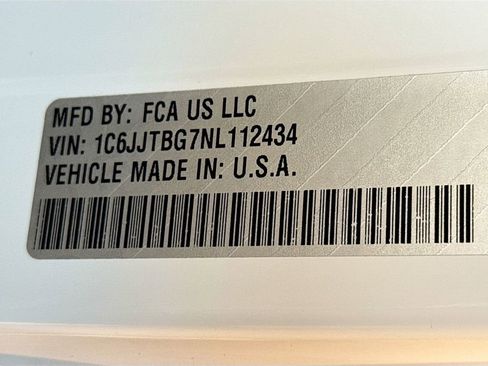 MFD BY: FCA US LLC
VIN: 1C6JJTBG7NL112434
VEHICLE MADE IN: U.S.A.